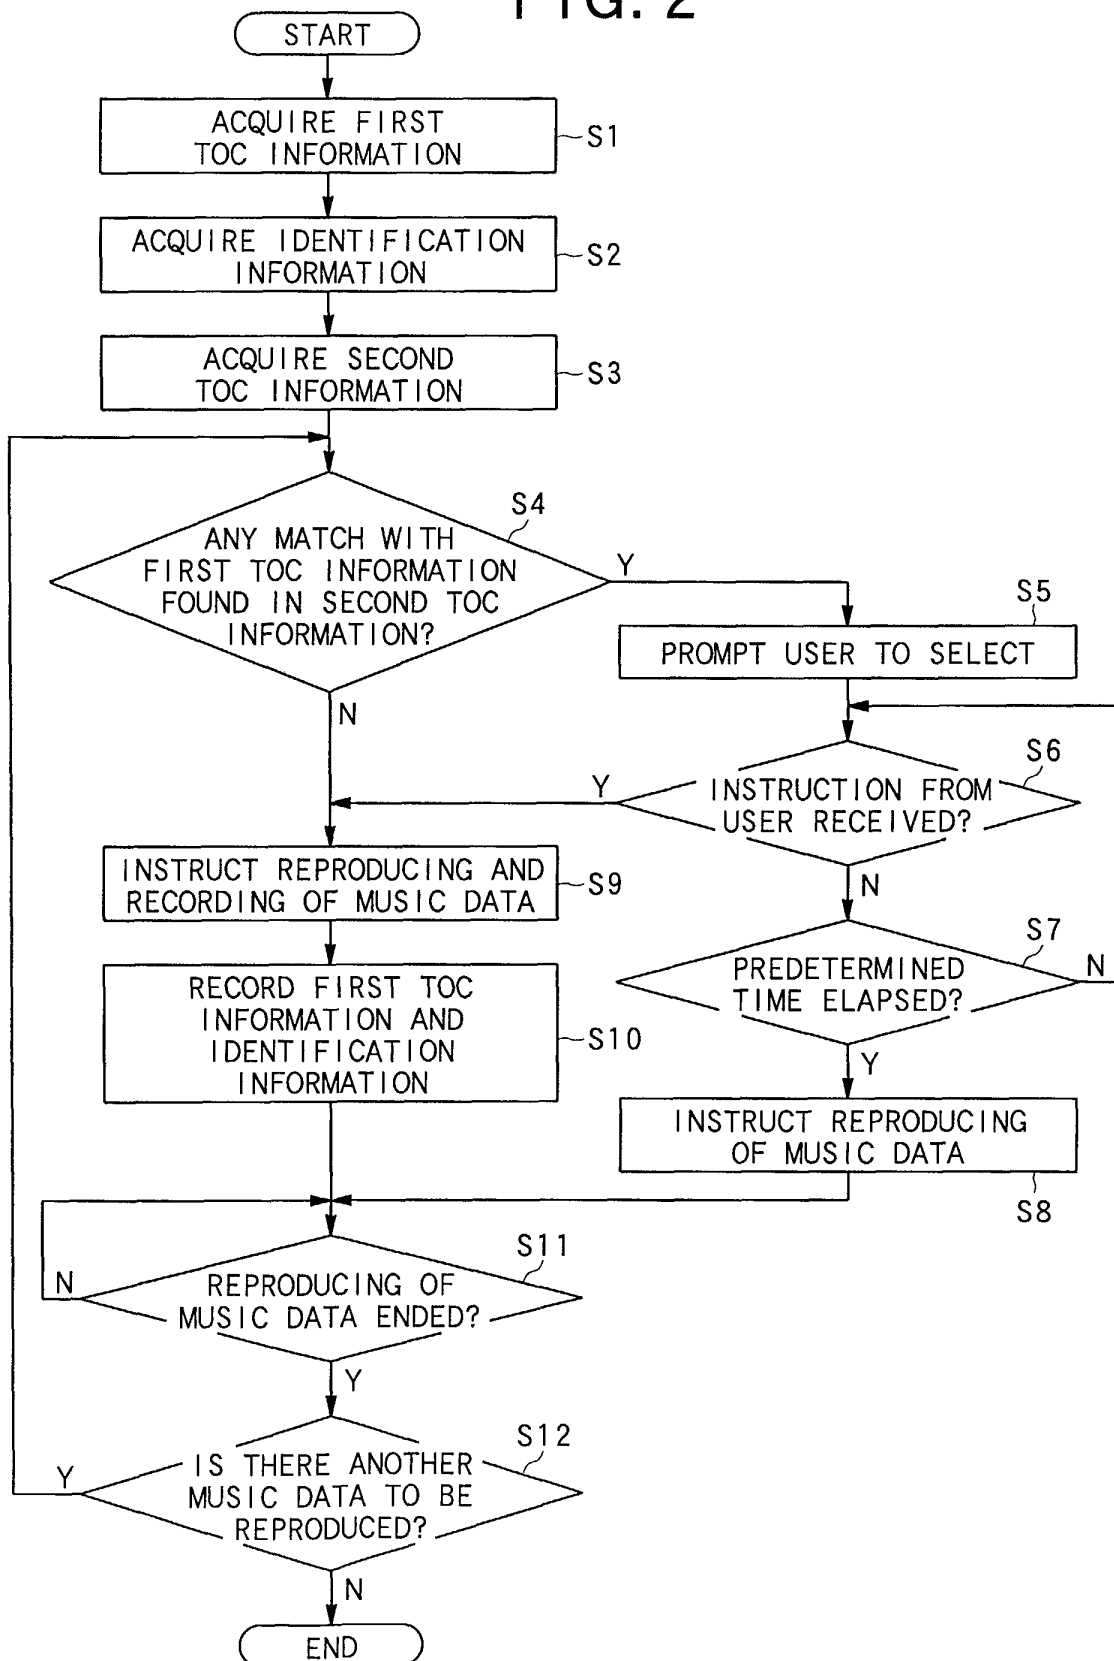 FIG. 2
START
ACQUIRE FIRST
TOC INFORMATION
S1
ACQUIRE IDENTIFICATION
INFORMATION
S2
ACQUIRE SECOND
TOC INFORMATION
S3
S4
ANY MATCH WITH
FIRST TOC INFORMATION
FOUND IN SECOND TOC
INFORMATION?
Y
N
S5
PROMPT USER TO SELECT
S6
INSTRUCTION FROM
USER RECEIVED?
Y
N
S7
PREDETERMINED
TIME ELAPSED?
N
Y
INSTRUCT REPRODUCING
OF MUSIC DATA
S8
INSTRUCT REPRODUCING AND
RECORDING OF MUSIC DATA
S9
RECORD FIRST TOC
INFORMATION AND
IDENTIFICATION
INFORMATION
S10
S11
REPRODUCING OF
MUSIC DATA ENDED?
N
Y
S12
IS THERE ANOTHER
MUSIC DATA TO BE
REPRODUCED?
Y
N
END